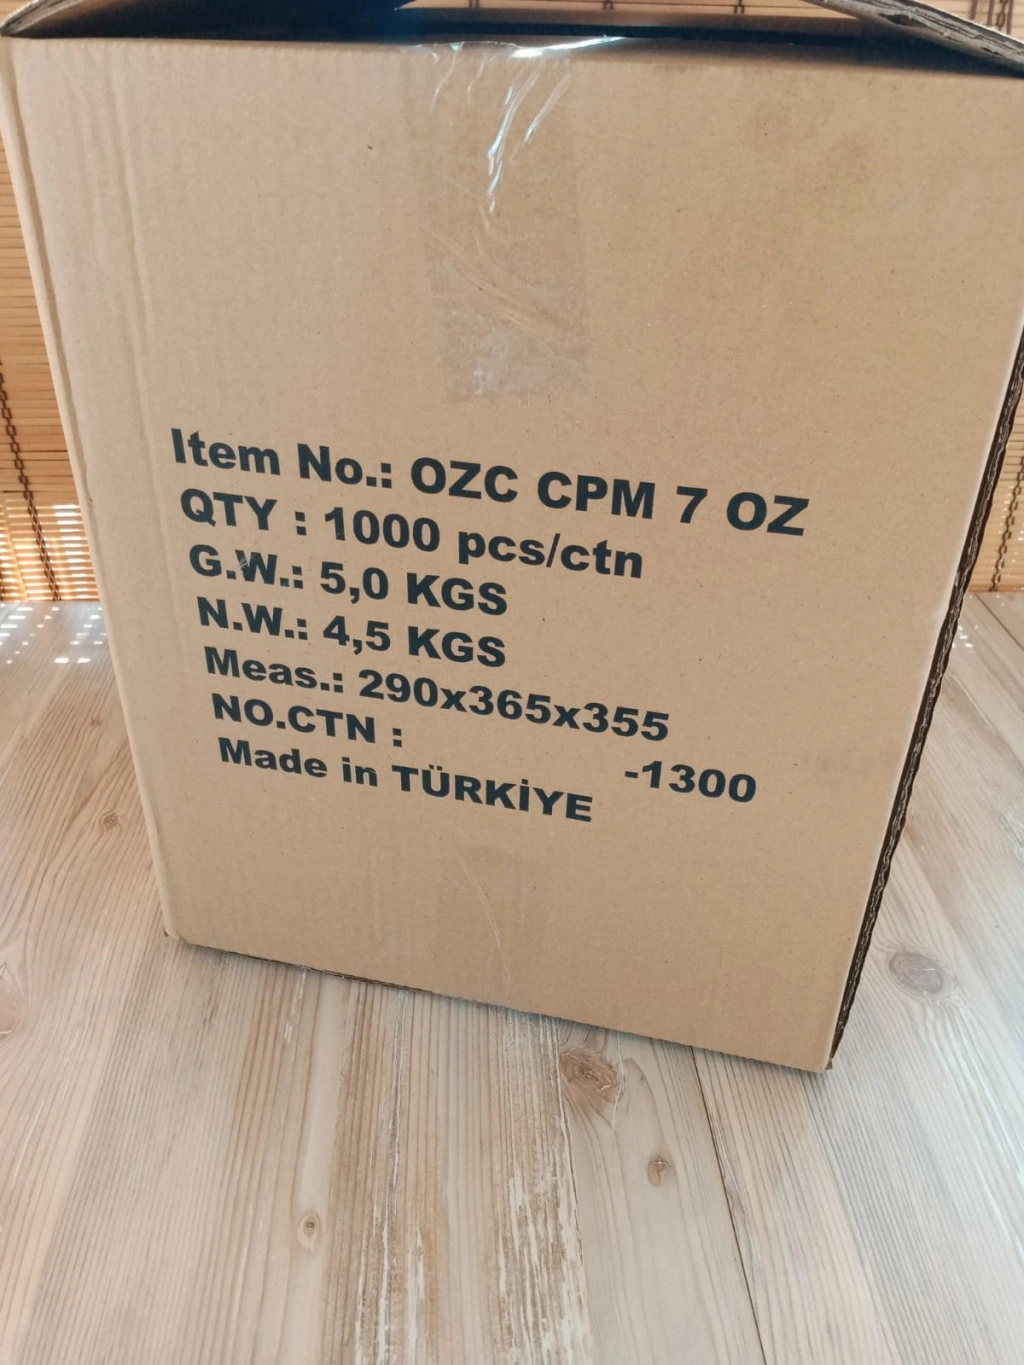 Item No.: OZC CPM 7 OZ
QTY : 1000 pcs/ctn
G.W.: 5,0 KGS
N.W.: 4,5 KGS
Meas.: 290x365x355
NO.CTN : -1300
Made in TÜRKİYE